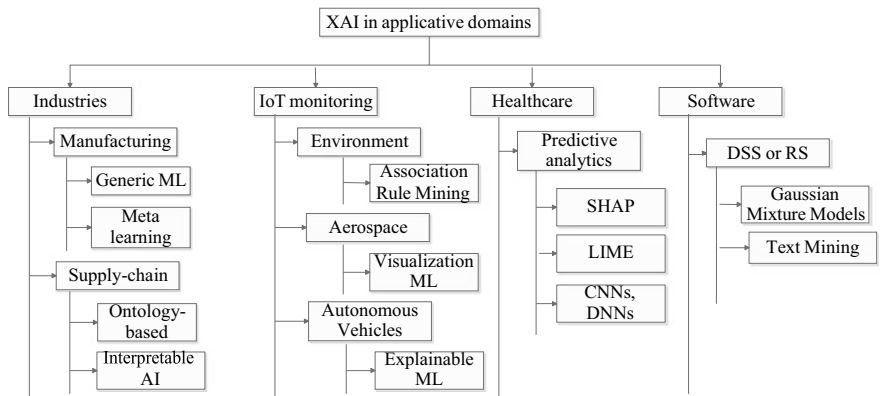 XAI in applicative domains
Industries
Manufacturing
Generic ML
Meta
learning
Supply-chain
Ontology-
based
Interpretable
AI
IoT monitoring
Environment
Association
Rule Mining
Aerospace
Visualization
ML
Autonomous
Vehicles
Explainable
ML
Healthcare
Predictive
analytics
SHAP
LIME
CNNs,
DNNs
Software
DSS or RS
Gaussian
Mixture Models
Text Mining